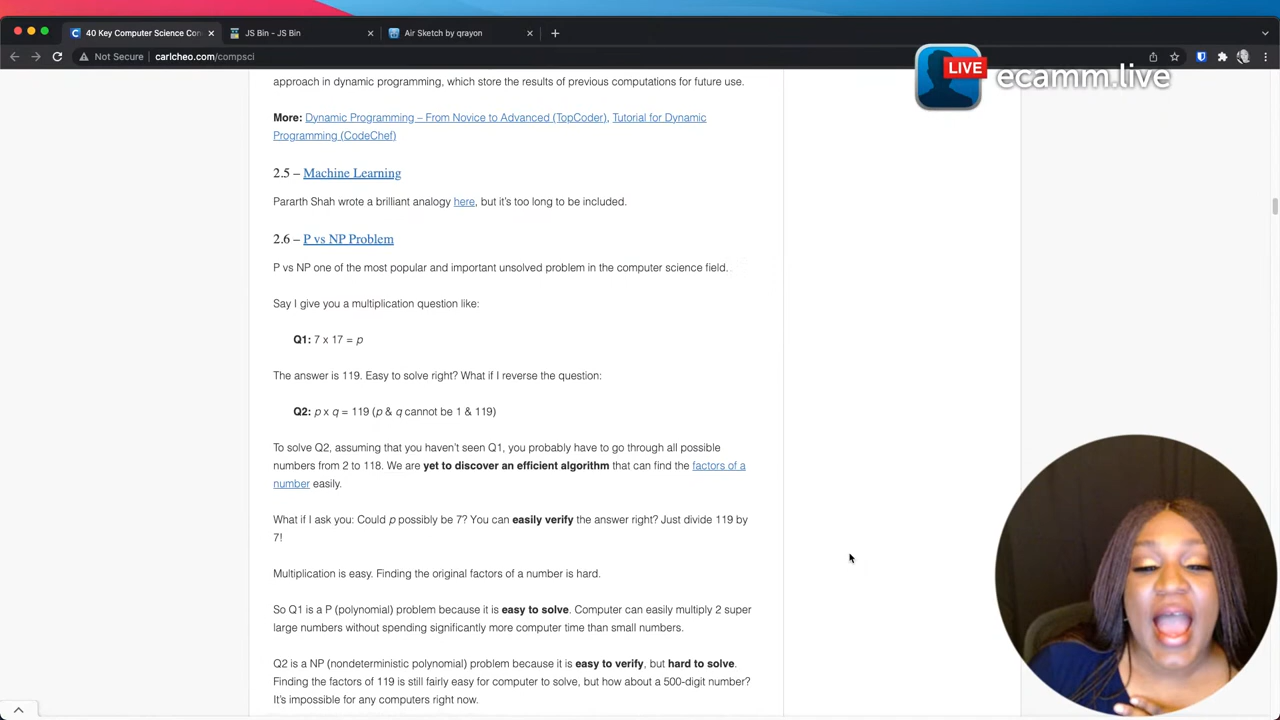 40 Key Computer Science Con
JS Bin - JS Bin
Air Sketch by qrayon
Not Secure
carlcheo.com/compsci
LIVE
ecamm.live
approach in dynamic programming, which store the results of previous computations for future use.
More: Dynamic Programming – From Novice to Advanced (TopCoder), Tutorial for Dynamic
Programming (CodeChef)
2.5 – Machine Learning
Pararth Shah wrote a brilliant analogy here, but it's too long to be included.
2.6 – P vs NP Problem
P vs NP one of the most popular and important unsolved problem in the computer science field.
Say I give you a multiplication question like:
Q1: 7 x 17 = p
The answer is 119. Easy to solve right? What if I reverse the question:
Q2: p x q = 119 (p & q cannot be 1 & 119)
To solve Q2, assuming that you haven't seen Q1, you probably have to go through all possible
numbers from 2 to 118. We are yet to discover an efficient algorithm that can find the factors of a
number easily.
What if I ask you: Could p possibly be 7? You can easily verify the answer right? Just divide 119 by
7!
Multiplication is easy. Finding the original factors of a number is hard.
So Q1 is a P (polynomial) problem because it is easy to solve. Computer can easily multiply 2 super
large numbers without spending significantly more computer time than small numbers.
Q2 is a NP (nondeterministic polynomial) problem because it is easy to verify, but hard to solve.
Finding the factors of 119 is still fairly easy for computer to solve, but how about a 500-digit number?
It's impossible for any computers right now.